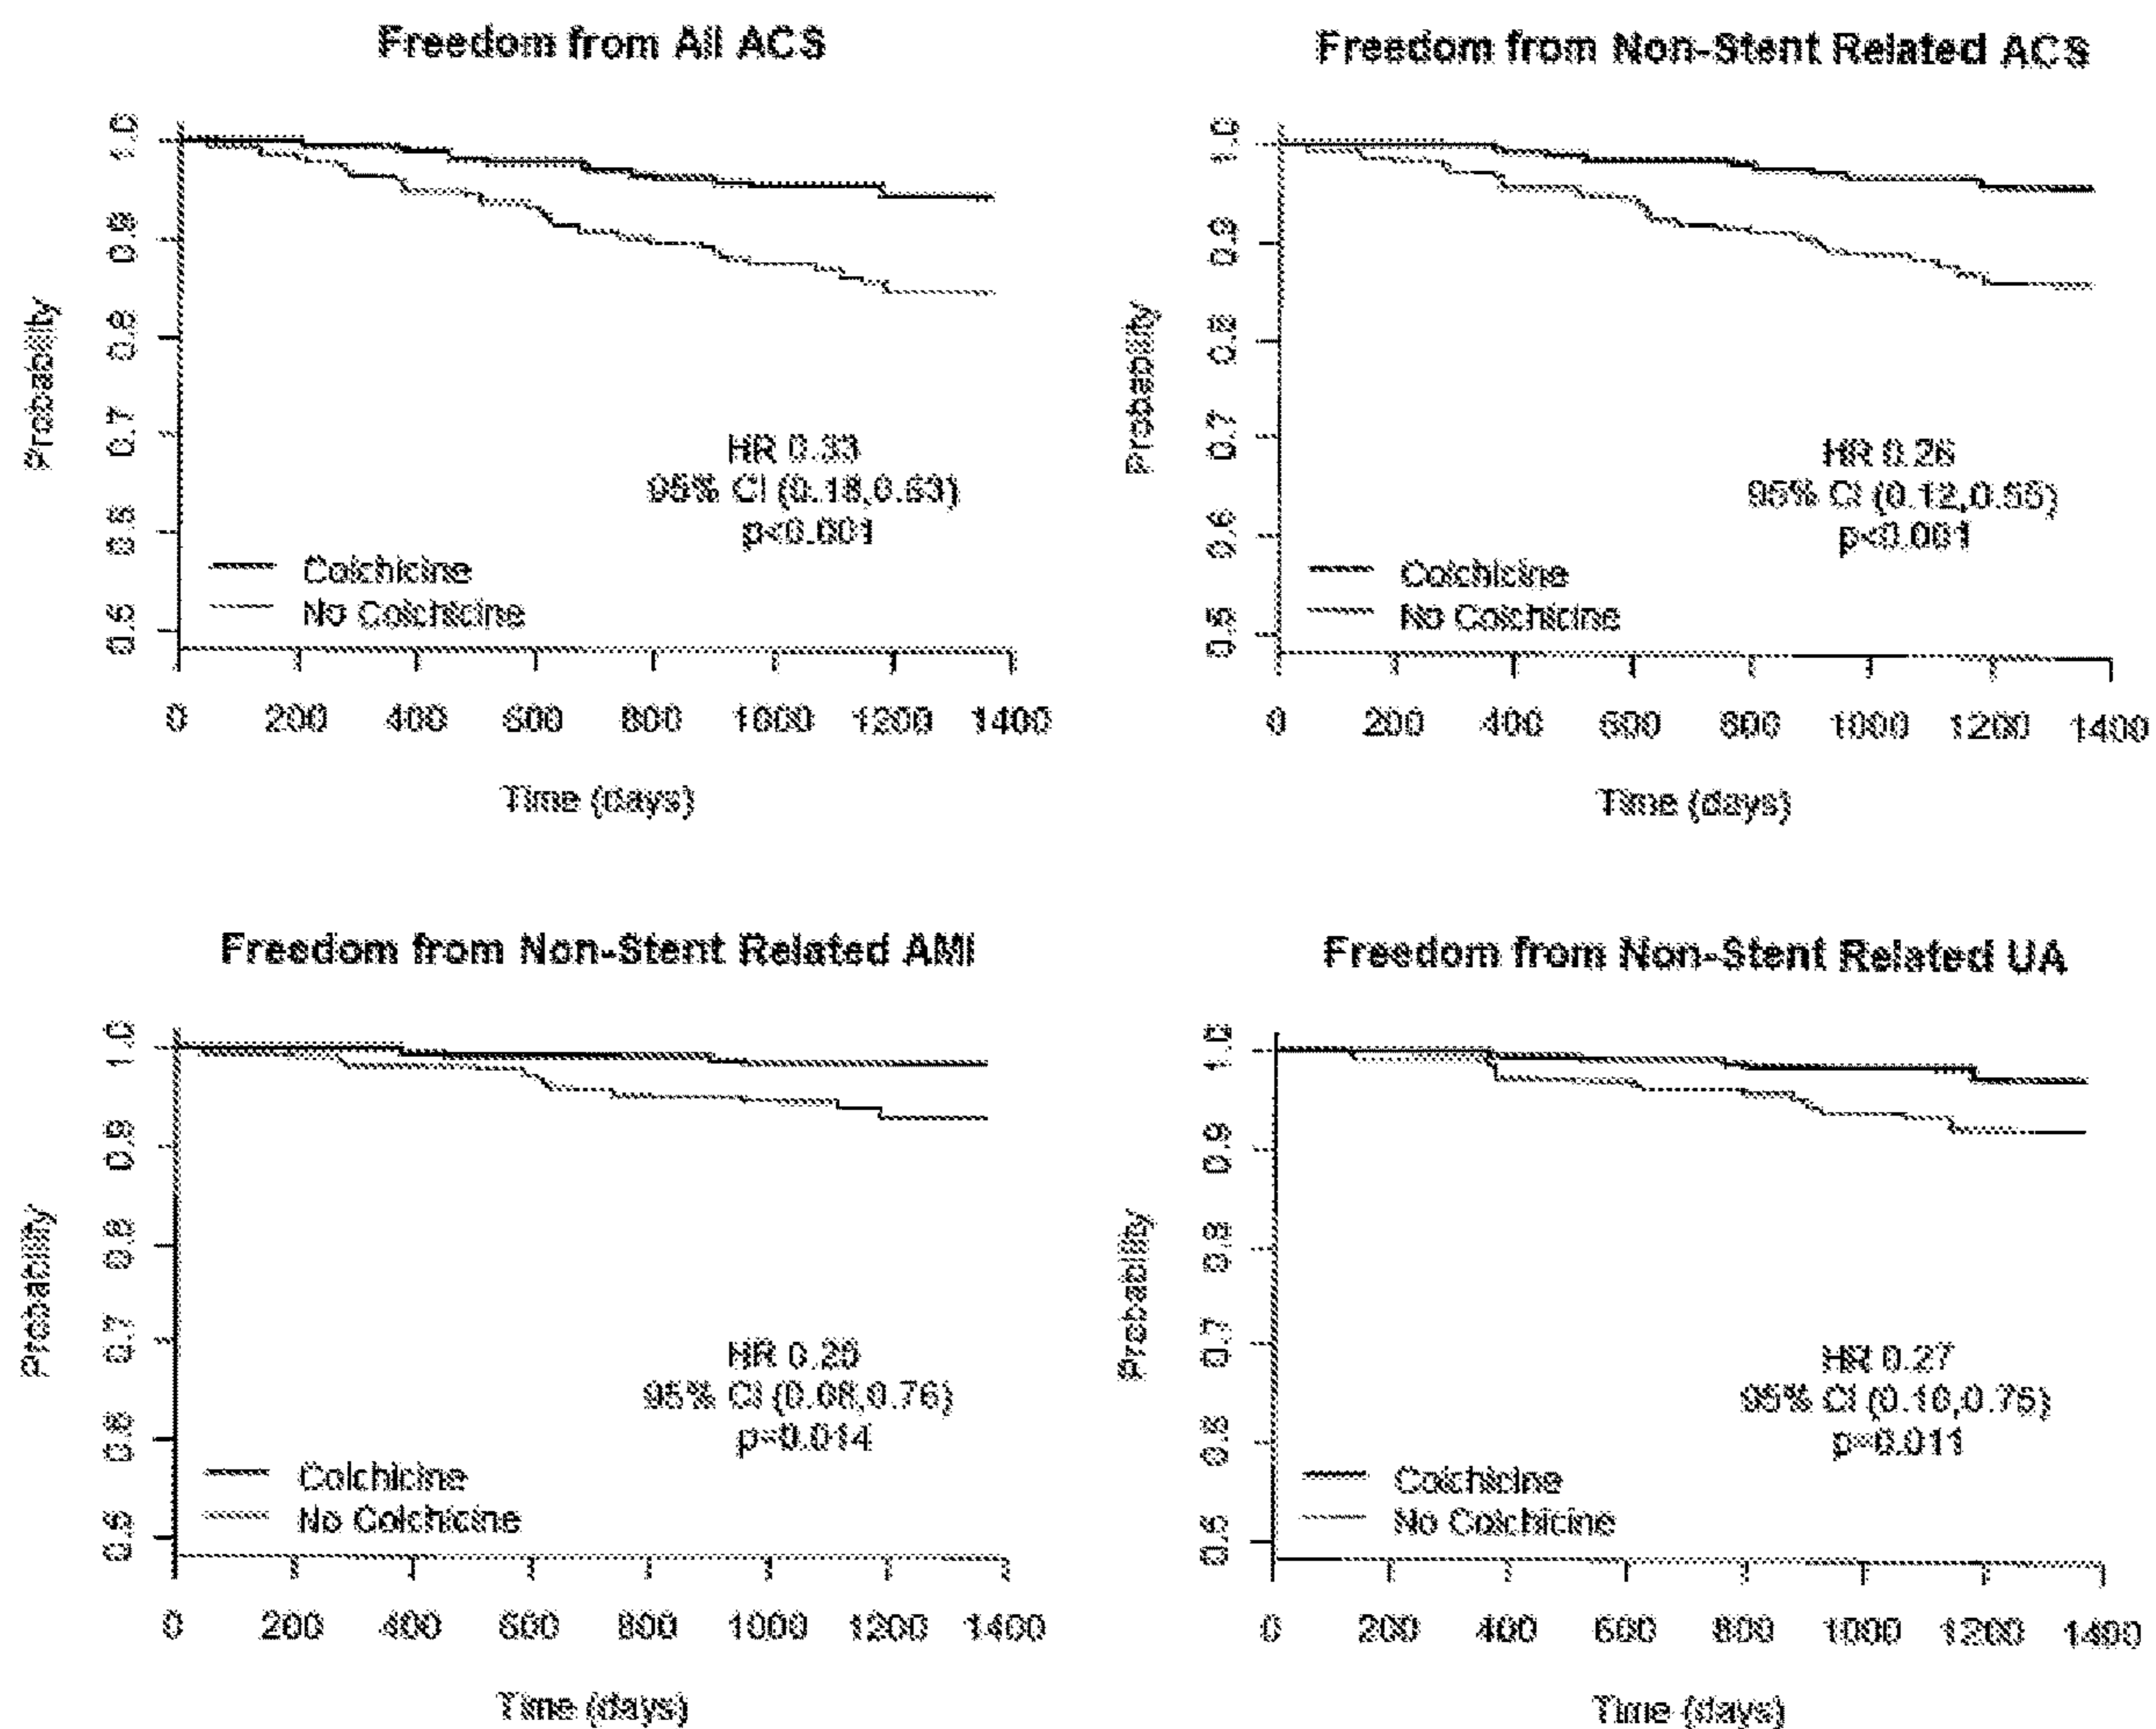 Freedom from All ACS
Probability
1.0
0.9
0.8
0.7
0.6
0.5
HR 0.33
95% CI (0.18,0.63)
p<0.001
Colchicine
No Colchicine
0 200 400 600 800 1000 1200 1400
Time (days)
Freedom from Non-Stent Related ACS
Probability
1.0
0.9
0.8
0.7
0.6
0.5
HR 0.26
95% CI (0.12,0.55)
p<0.001
Colchicine
No Colchicine
0 200 400 600 800 1000 1200 1400
Time (days)
Freedom from Non-Stent Related AMI
Probability
1.0
0.9
0.8
0.7
0.6
0.5
HR 0.25
95% CI (0.08,0.76)
p=0.014
Colchicine
No Colchicine
0 200 400 600 800 1000 1200 1400
Time (days)
Freedom from Non-Stent Related UA
Probability
1.0
0.9
0.8
0.7
0.6
0.5
HR 0.27
95% CI (0.10,0.75)
p=0.011
Colchicine
No Colchicine
0 200 400 600 800 1000 1200 1400
Time (days)